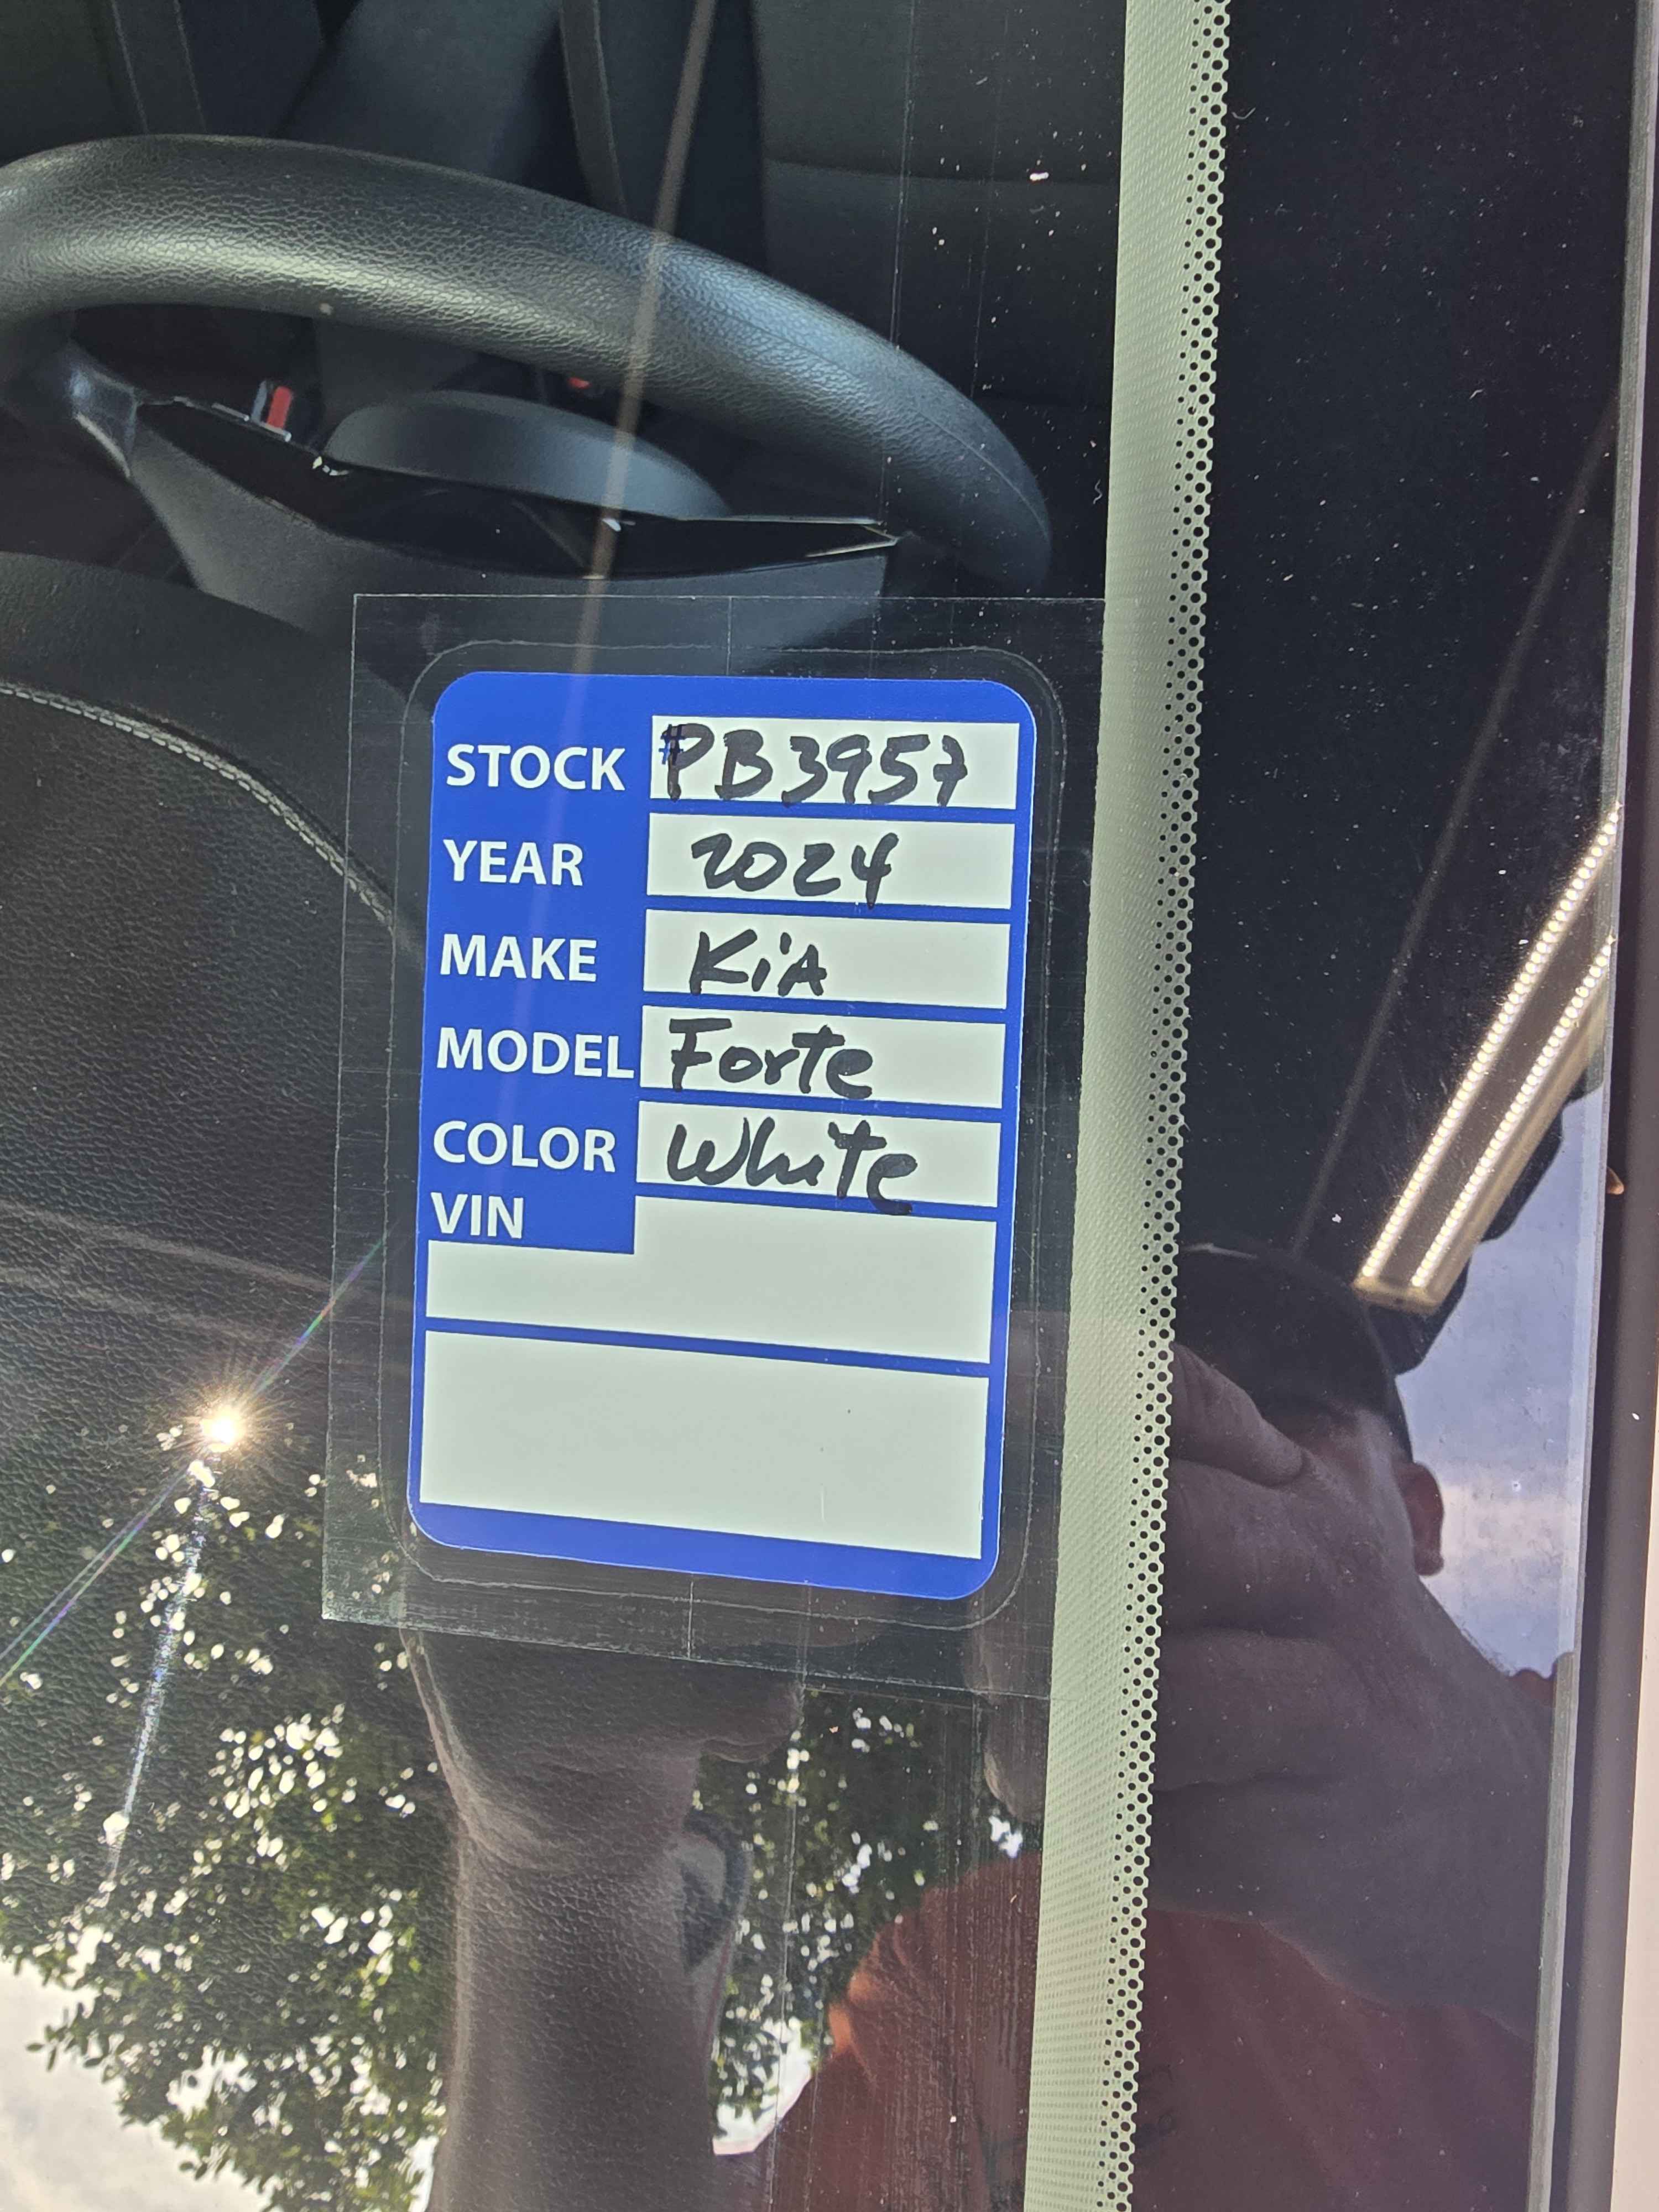 STOCK #PB3957
YEAR 2024
MAKE KiA
MODEL Forte
COLOR White
VIN